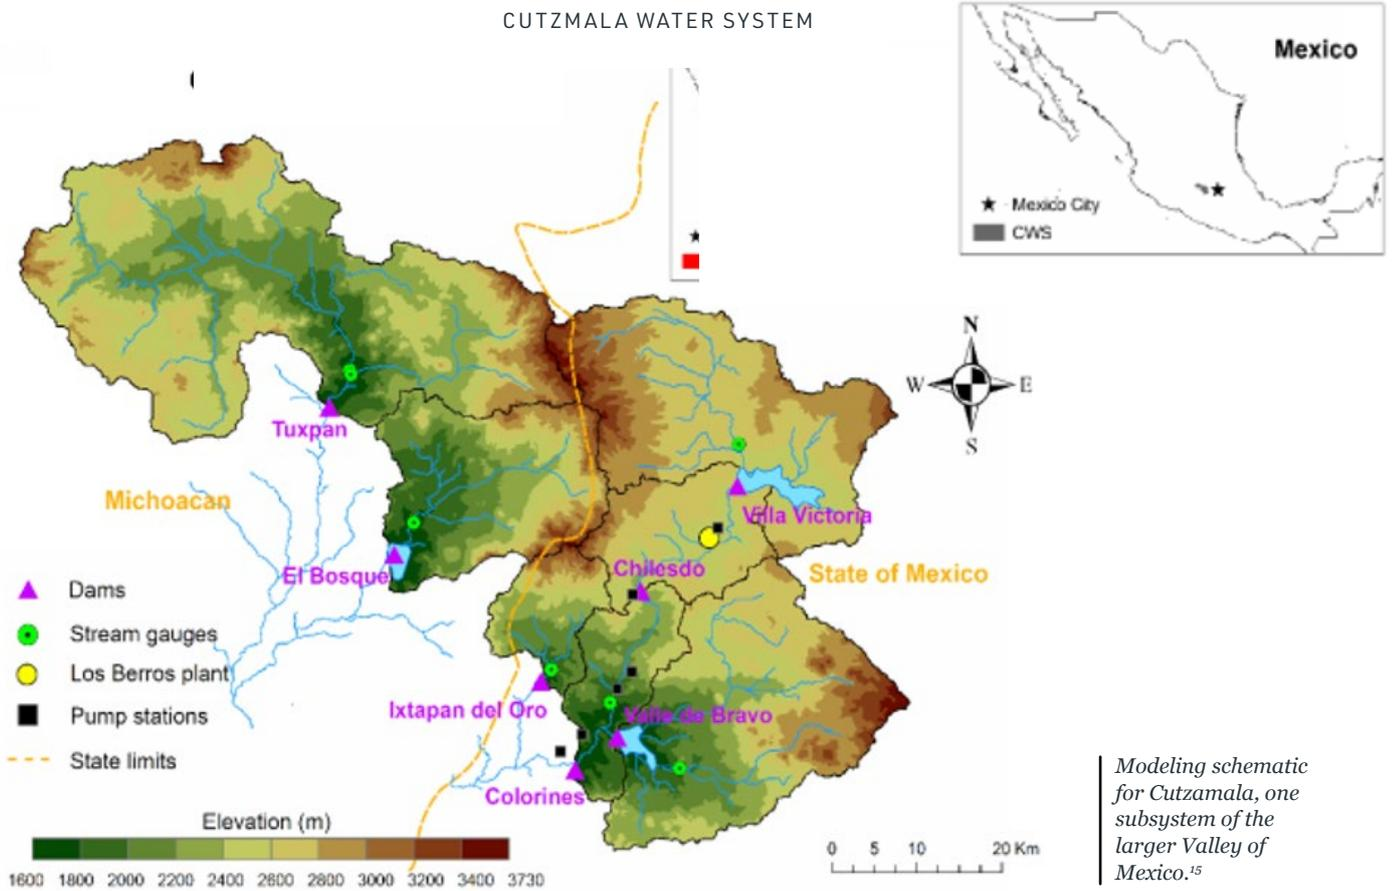 CUTZMALA WATER SYSTEM
Mexico
Mexico City
CWS
N
W
E
S
Tuxpan
Michoacan
Villa Victoria
El Bosque
Chilesdo
State of Mexico
Dams
Stream gauges
Los Berros plant
Pump stations
State limits
Ixtapan del Oro
Valle de Bravo
Colorines
Elevation (m)
1600 1800 2000 2200 2400 2600 2800 3000 3200 3400 3730
0 5 10 20 Km
Modeling schematic
for Cutzamala, one
subsystem of the
larger Valley of
Mexico.¹⁵